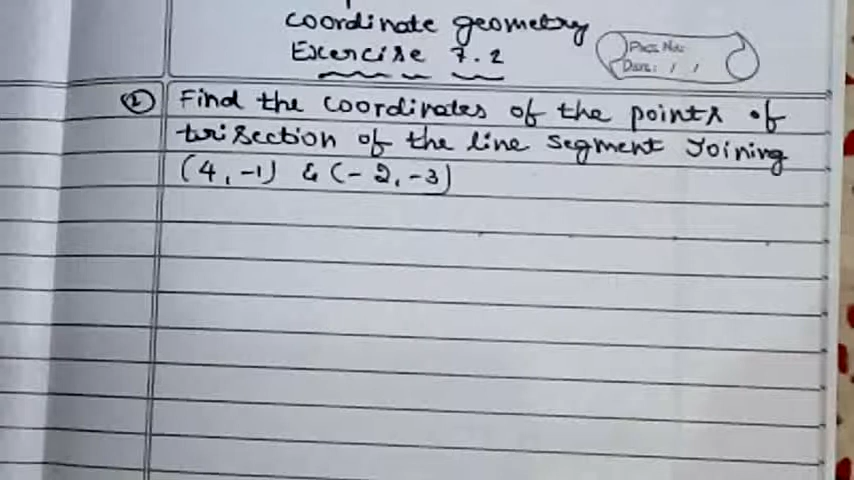 coordinate geometry
Exercise 7.2
Page No:
Date: / /
② Find the coordinates of the points of
trisection of the line segment joining
(4, -1) & (-2, -3)